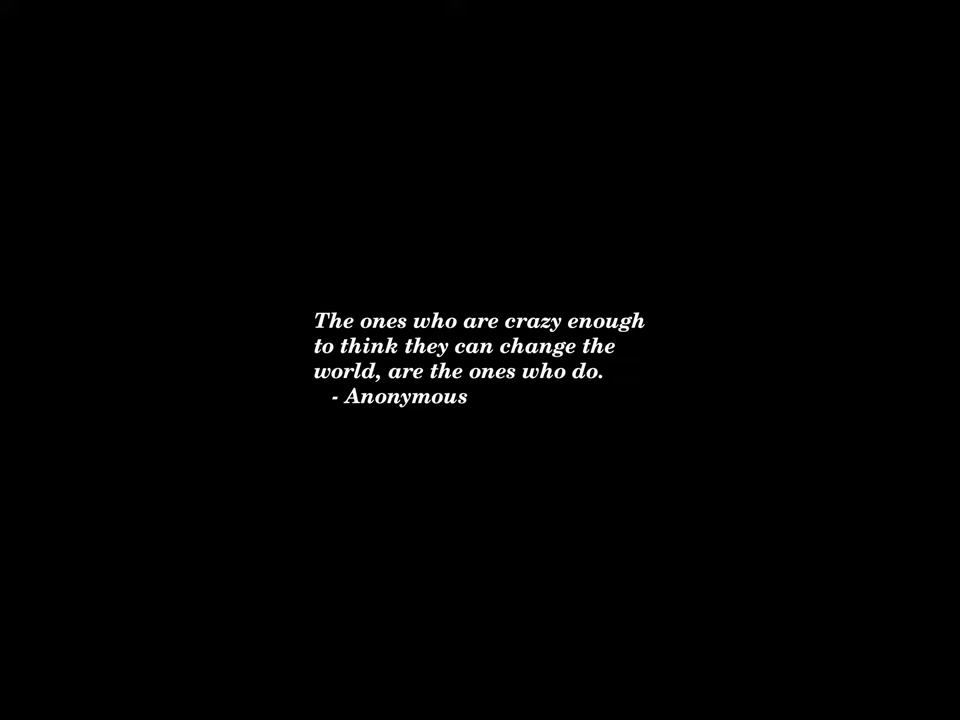 The ones who are crazy enough
to think they can change the
world, are the ones who do.
- Anonymous